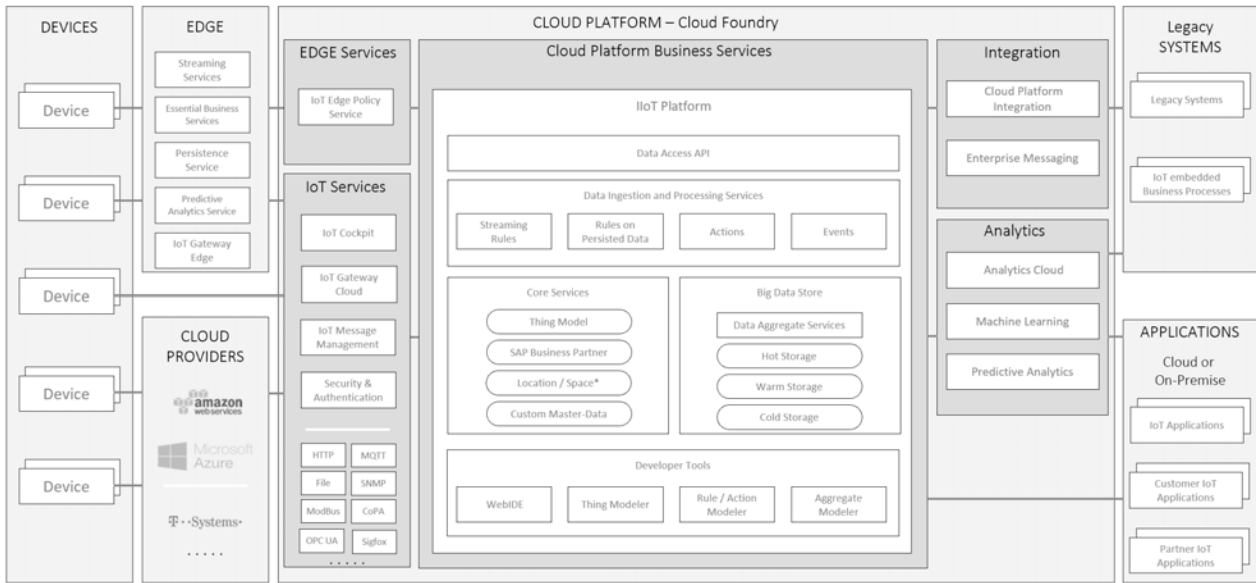 DEVICES
Device
Device
Device
Device
Device
EDGE
Streaming
Services
Essential Business
Services
Persistence
Service
Predictive
Analytics Service
IoT Gateway
Edge
CLOUD
PROVIDERS
amazon
webservices
Microsoft
Azure
T··Systems·
.....
CLOUD PLATFORM – Cloud Foundry
EDGE Services
IoT Edge Policy
Service
IoT Services
IoT Cockpit
IoT Gateway
Cloud
IoT Message
Management
Security &
Authentication
HTTP MQTT
File SNMP
ModBus CoPA
OPC UA Sigfox
.....
Cloud Platform Business Services
IIoT Platform
Data Access API
Data Ingestion and Processing Services
Streaming
Rules
Rules on
Persisted Data
Actions
Events
Core Services
Thing Model
SAP Business Partner
Location / Space*
Custom Master-Data
Big Data Store
Data Aggregate Services
Hot Storage
Warm Storage
Cold Storage
Developer Tools
WebIDE
Thing Modeler
Rule / Action
Modeler
Aggregate
Modeler
Integration
Cloud Platform
Integration
Enterprise Messaging
Analytics
Analytics Cloud
Machine Learning
Predictive Analytics
Legacy
SYSTEMS
Legacy Systems
IoT embedded
Business Processes
APPLICATIONS
Cloud or
On-Premise
IoT Applications
Customer IoT
Applications
Partner IoT
Applications
.....